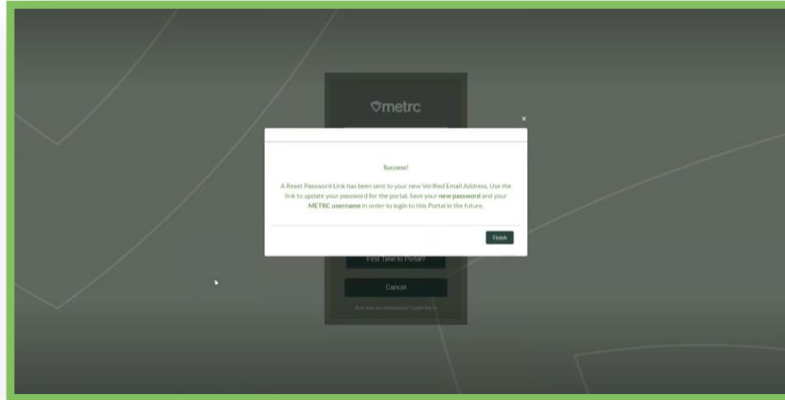 metrc
×
Success!
A Reset Password Link has been sent to your new Verified Email Address. Use the
link to update your password for the portal. Save your new password and your
METRC username in order to login to this Portal in the future.
Finish
First Time to Portal?
Cancel